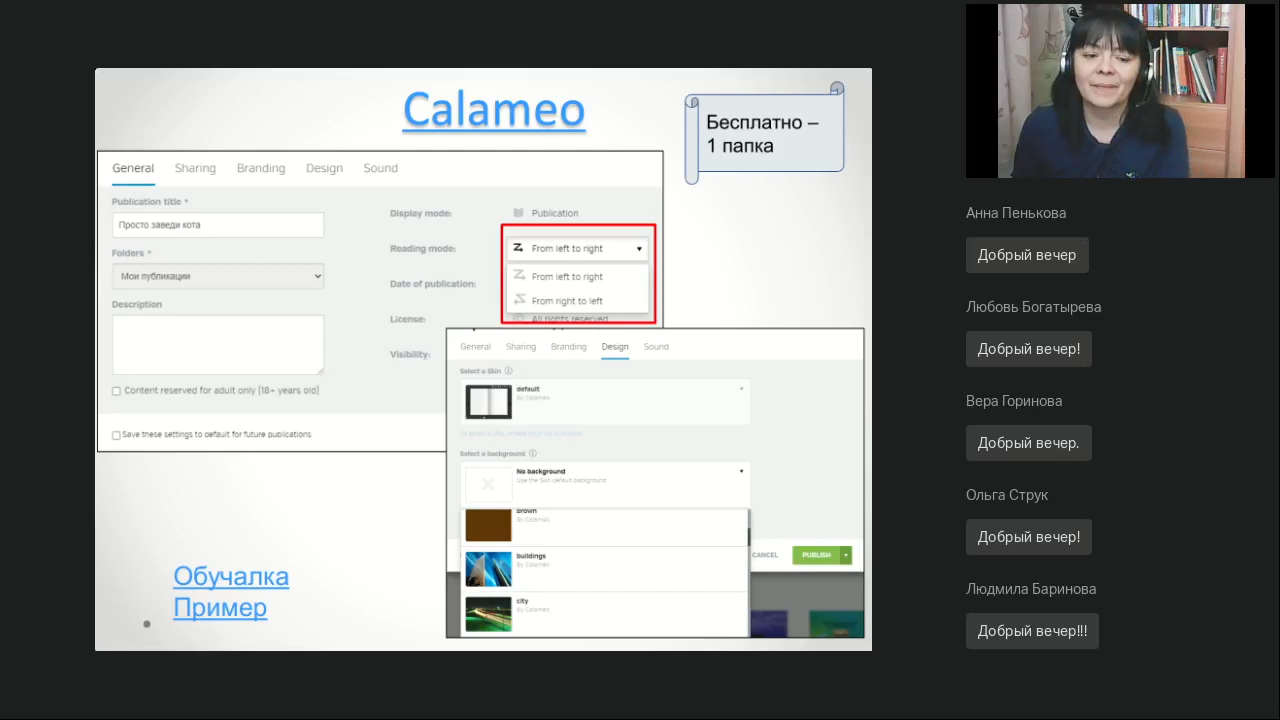 Calameo
Бесплатно –
1 папка
General Sharing Branding Design Sound
Publication title *
Просто заведи кота
Folders *
Мои публикации
Description
Content reserved for adult only [18+ years old]
Save these settings to default for future publications
Display mode: Publication
Reading mode: From left to right
From left to right
From right to left
Date of publication:
License: All rights reserved
Visibility:
General Sharing Branding Design Sound
Select a Skin
default
By Calameo
Select a background
No background
Use the Skin default background
brown
By Calameo
buildings
By Calameo
city
By Calameo
CANCEL PUBLISH
Обучалка
Пример
Анна Пенькова
Добрый вечер
Любовь Богатырева
Добрый вечер!
Вера Горинова
Добрый вечер.
Ольга Струк
Добрый вечер!
Людмила Баринова
Добрый вечер!!!